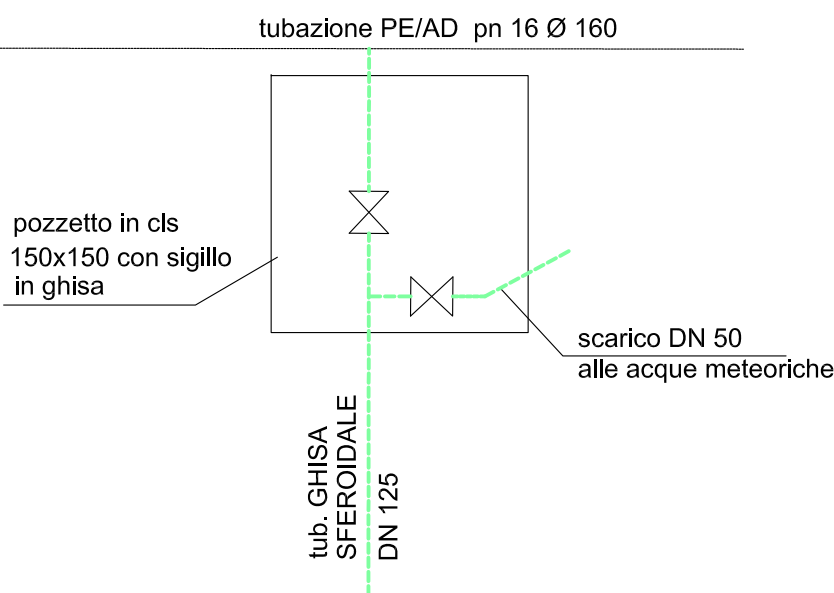 tubazione PE/AD pn 16 Ø 160
pozzetto in cls
150x150 con sigillo
in ghisa
scarico DN 50
alle acque meteoriche
tub. GHISA
SFEROIDALE
DN 125